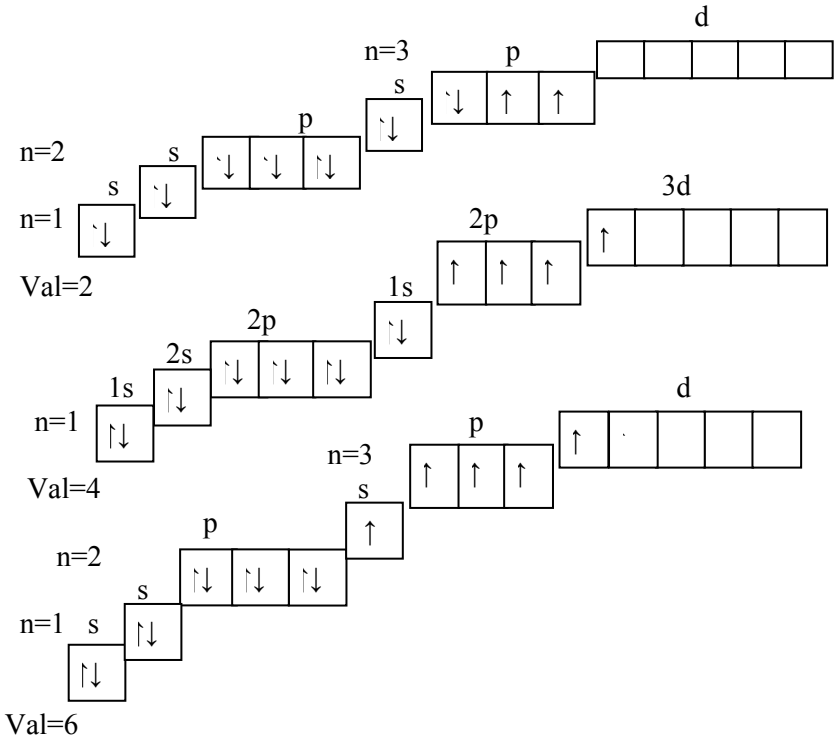 d
n=3 p
s
p
n=2 s
s
n=1
↓ ↓ ↓ ↓ ↓ ↓ ↓ ↑ ↑
Val=2
3d
2p
1s
2p
2s
1s
n=1
↑↓ ↑↓ ↑↓ ↑↓ ↑↓ ↑↓ ↑ ↑ ↑ ↑
Val=4
d
p
n=3
s
p
n=2
s
n=1 s
↑↓ ↑↓ ↑↓ ↑↓ ↑↓ ↑ ↑ ↑ ↑ ↑
Val=6